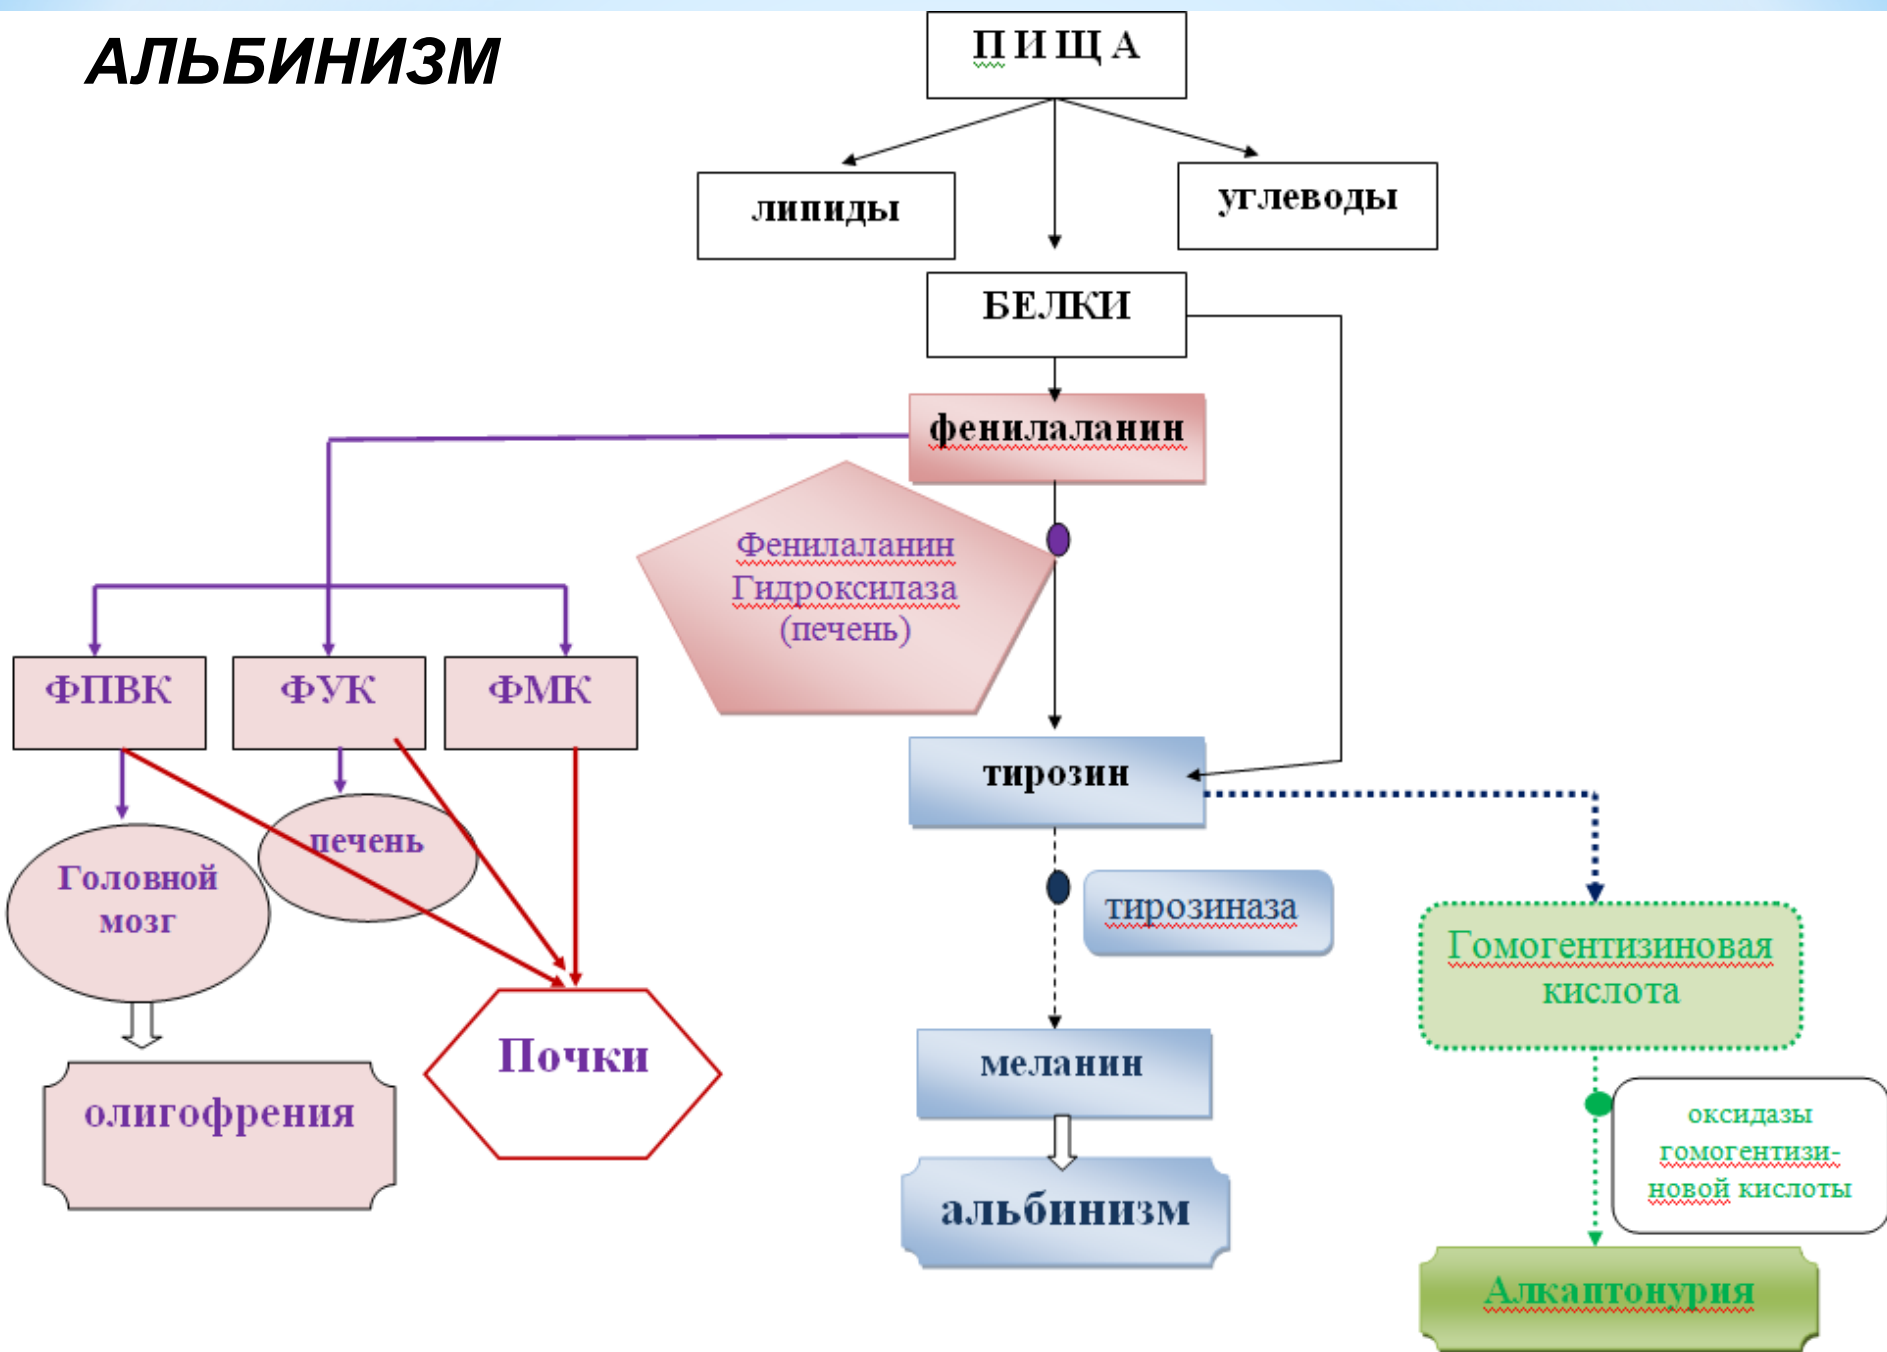 АЛЬБИНИЗМ
П И Щ А
липиды
углеводы
БЕЛКИ
фенилаланин
Фенилаланин
Гидроксилаза
(печень)
ФПВК
ФУК
ФМК
тирозин
печень
Головной
мозг
тирозиназа
Гомогентизиновая
кислота
Почки
меланин
олигофрения
оксидазы
гомогентизи-
новой кислоты
альбинизм
Алкаптонурия